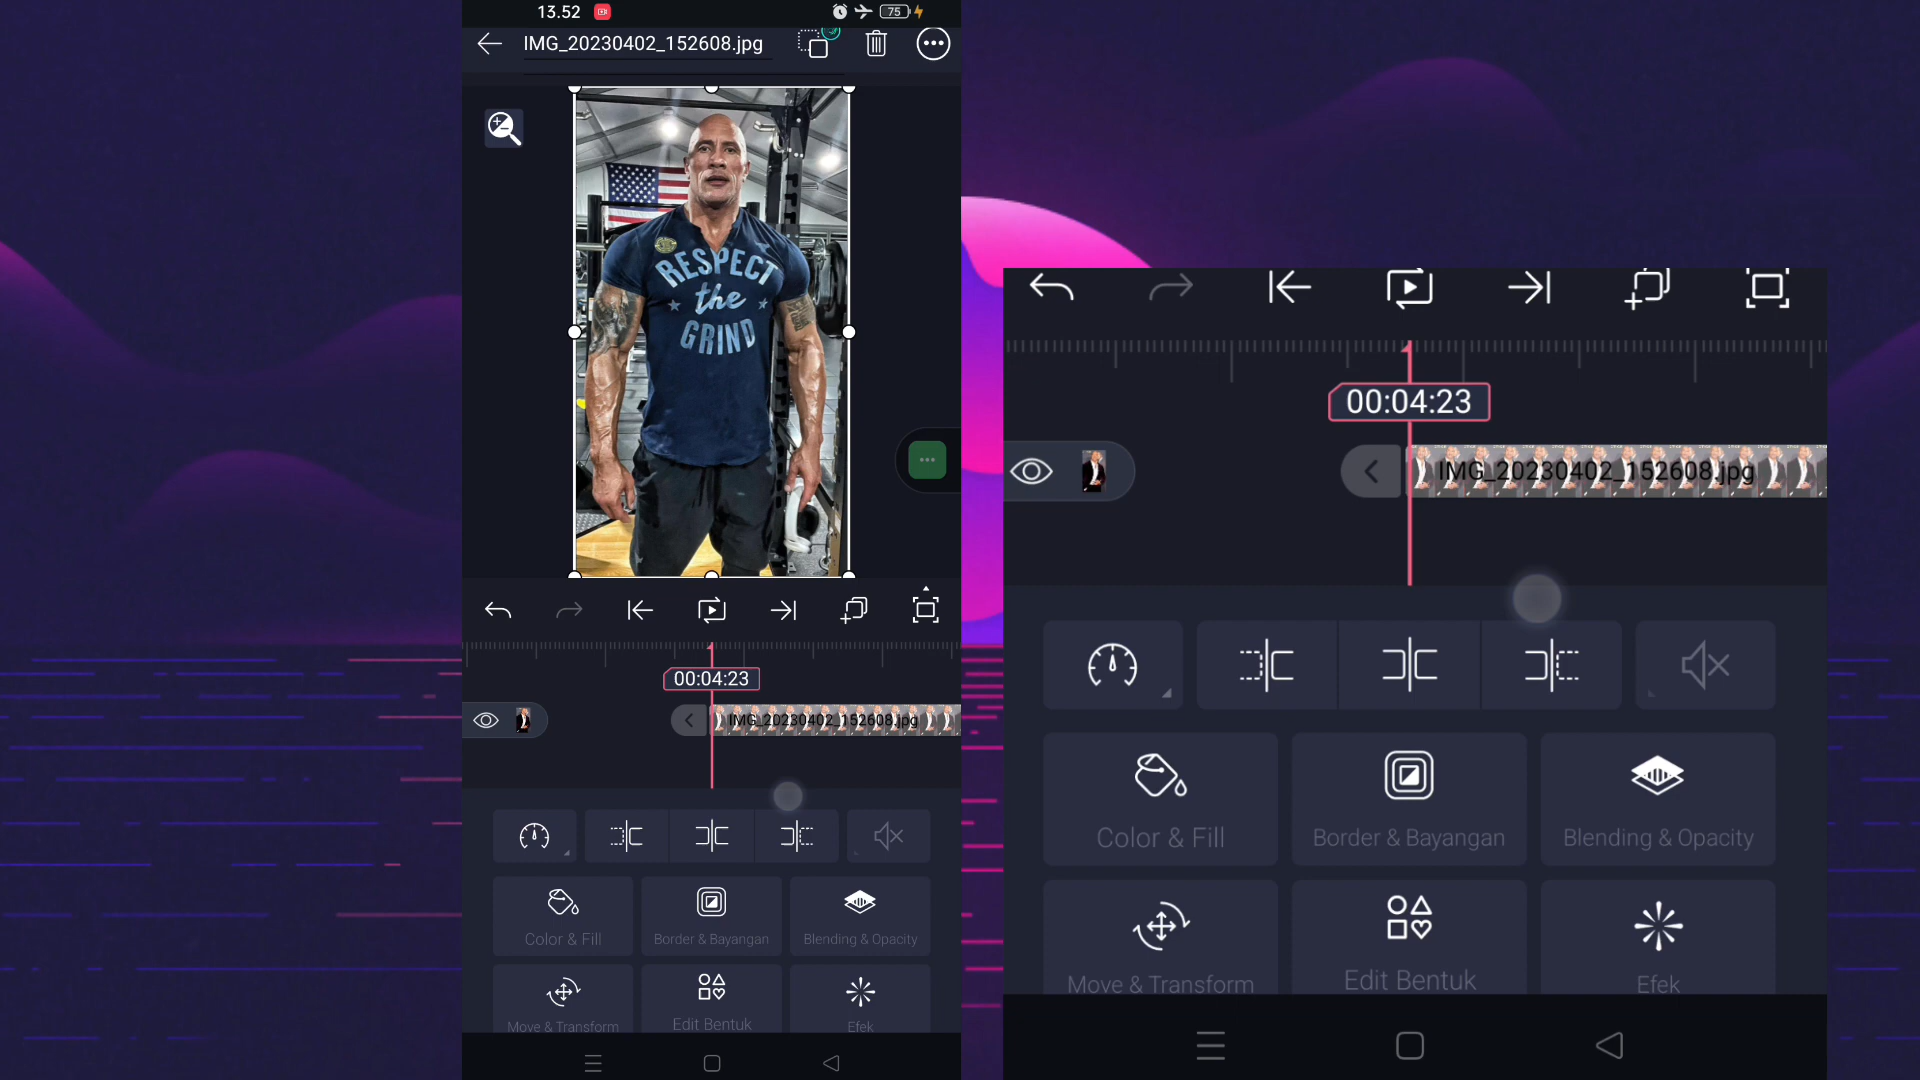 13.52
75
IMG_20230402_152608.jpg
RESPECT
the
GRIND
00:04:23
IMG_20230402_152608.jpg
Color & Fill
Border & Bayangan
Blending & Opacity
Move & Transform
Edit Bentuk
Efek
00:04:23
IMG_20230402_152608.jpg
Color & Fill
Border & Bayangan
Blending & Opacity
Move & Transform
Edit Bentuk
Efek